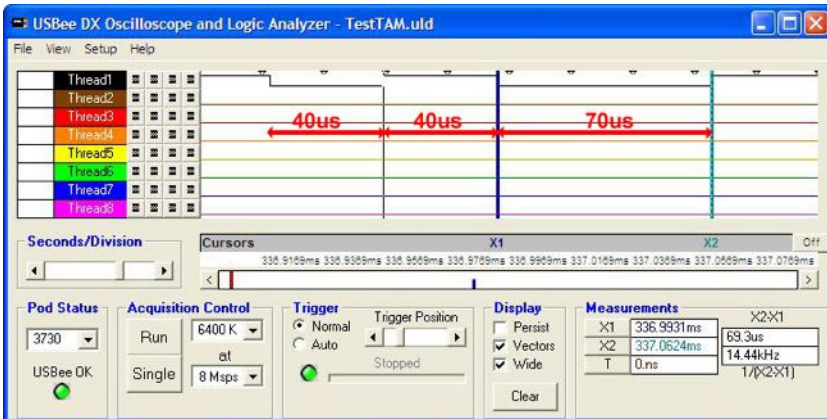 USBee DX Oscilloscope and Logic Analyzer - TestTAM.uld
File View Setup Help
Thread1
Thread2
Thread3
Thread4
Thread5
Thread6
Thread7
Thread8
40us 40us 70us
Seconds/Division
Cursors X1 X2 Off
336.9169ms 336.9369ms 336.9569ms 336.9769ms 336.9969ms 337.0169ms 337.0369ms 337.0569ms 337.0769ms
Pod Status
3730
USBee OK
Acquisition Control
Run
6400 K
at
Single
8 Msps
Trigger
Normal
Auto
Trigger Position
Stopped
Display
Persist
Vectors
Wide
Clear
Measurements
X1 336.9931ms
X2 337.0624ms
T 0.ns
X2-X1
69.3us
14.44kHz
1/(X2-X1)